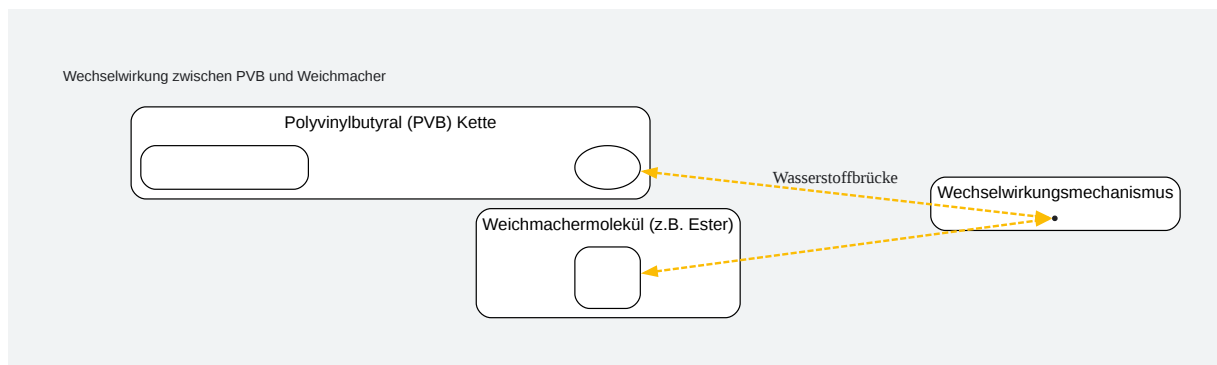 Wechselwirkung zwischen PVB und Weichmacher
Polyvinylbutyral (PVB) Kette
Wasserstoffbrücke
Wechselwirkungsmechanismus
Weichmachermolekül (z.B. Ester)